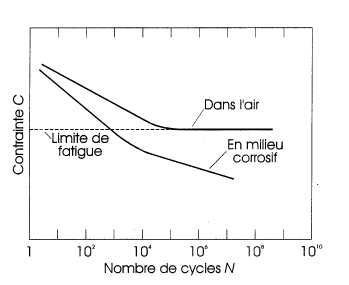 Contrainte C
Dans l'air
Limite de
fatigue
En milieu
corrosif
1 10² 10⁴ 10⁶ 10⁸ 10¹⁰
Nombre de cycles N